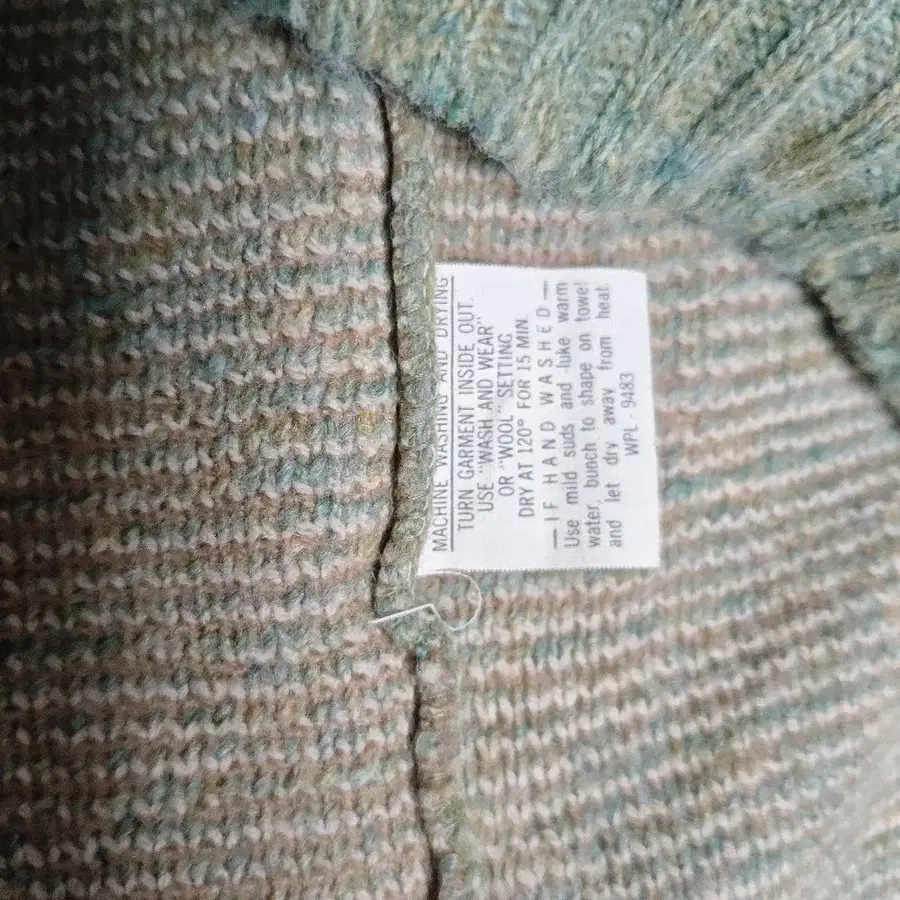 MACHINE WASHING AND DRYING
TURN GARMENT INSIDE OUT.
USE "WASH AND WEAR"
OR "WOOL" SETTING
DRY AT 120° FOR 15 MIN.
— IF HAND WASHED —
Use mild suds and luke warm
water, bunch to shape on towel
and let dry away from heat.
WPL - 9483